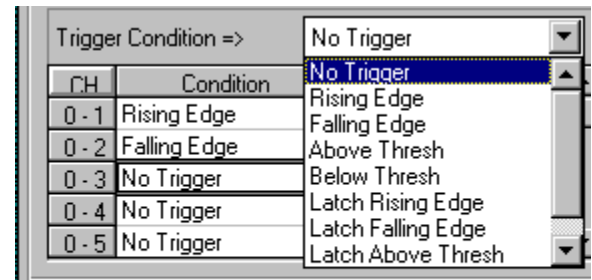 Trigger Condition => No Trigger
CH Condition
0 - 1 Rising Edge
0 - 2 Falling Edge
0 - 3 No Trigger
0 - 4 No Trigger
0 - 5 No Trigger
No Trigger
Rising Edge
Falling Edge
Above Thresh
Below Thresh
Latch Rising Edge
Latch Falling Edge
Latch Above Thresh